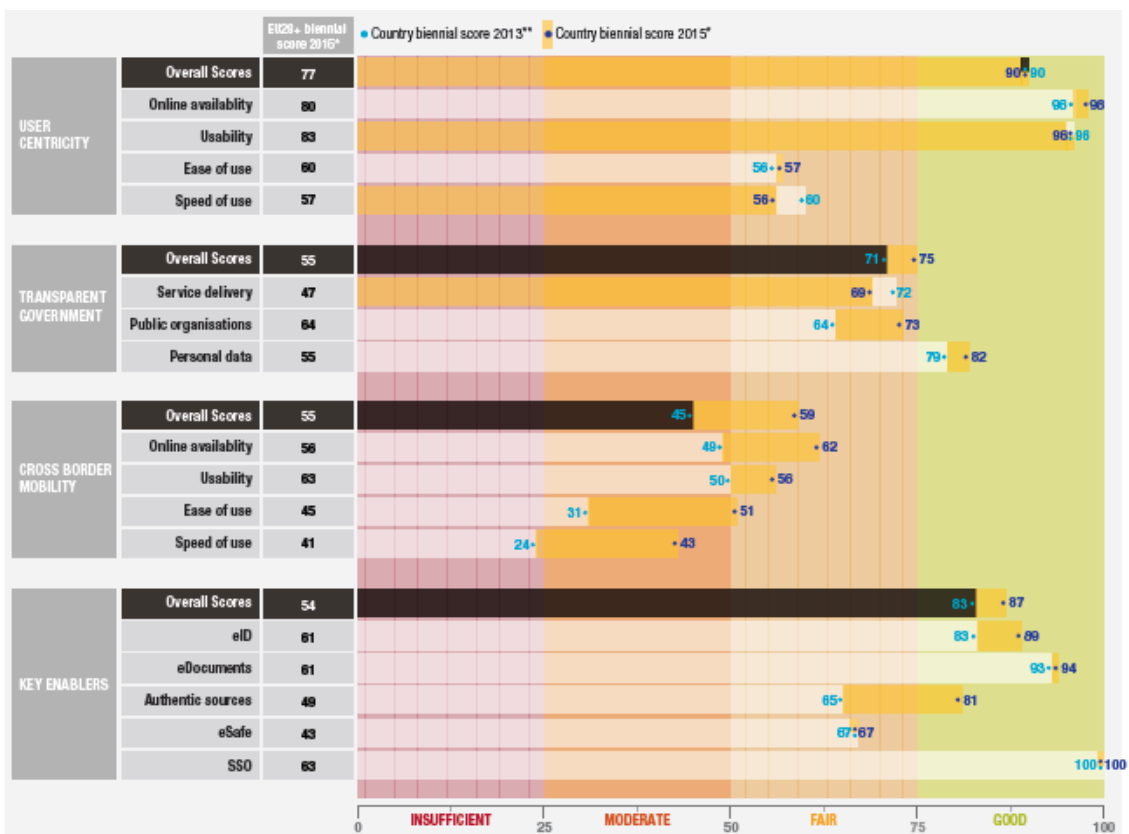 EU28+ biennial
score 2015*
Country biennial score 2013** Country biennial score 2015*
USER
CENTRICITY
Overall Scores 77 90 90
Online availablity 80 96 98
Usability 83 96 96
Ease of use 60 56 57
Speed of use 57 56 60
TRANSPARENT
GOVERNMENT
Overall Scores 55 71 75
Service delivery 47 69 72
Public organisations 64 64 73
Personal data 55 79 82
CROSS BORDER
MOBILITY
Overall Scores 55 45 59
Online availablity 56 49 62
Usability 63 50 56
Ease of use 45 31 51
Speed of use 41 24 43
KEY ENABLERS
Overall Scores 54 83 87
eID 61 83 89
eDocuments 61 93 94
Authentic sources 49 65 81
eSafe 43 67 67
SSO 63 100 100
0 INSUFFICIENT 25 MODERATE 50 FAIR 75 GOOD 100